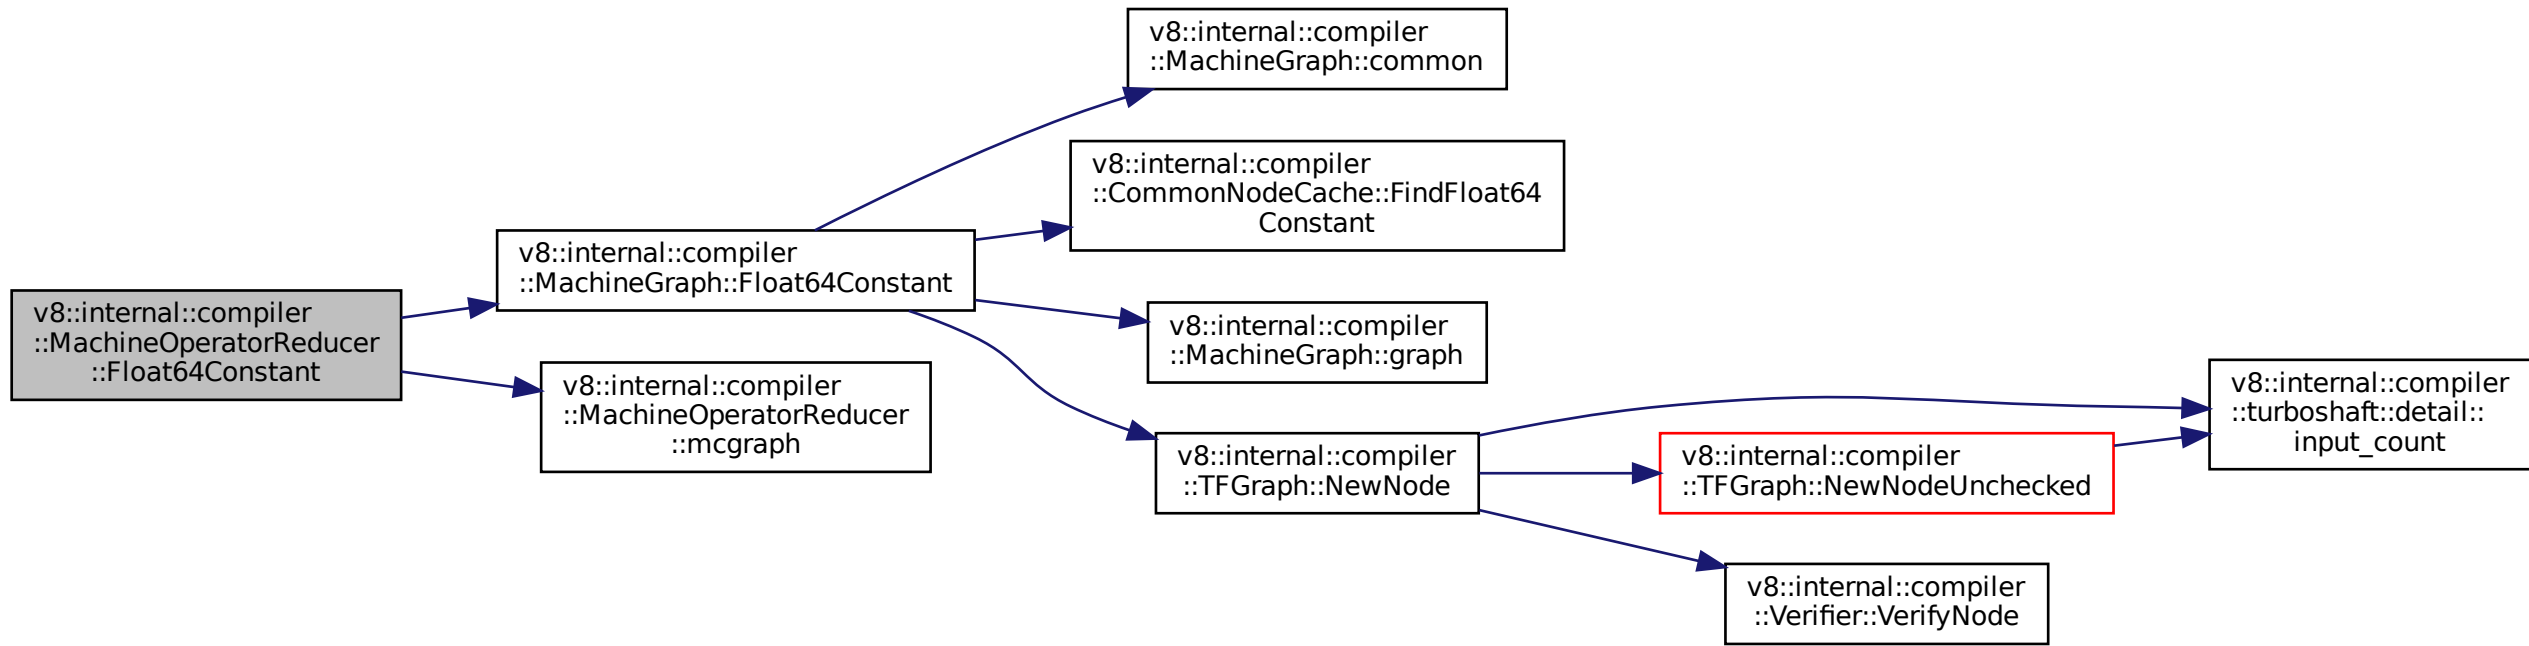 v8::internal::compiler
::MachineOperatorReducer
::Float64Constant
v8::internal::compiler
::MachineGraph::Float64Constant
v8::internal::compiler
::MachineOperatorReducer
::mcgraph
v8::internal::compiler
::MachineGraph::common
v8::internal::compiler
::CommonNodeCache::FindFloat64
Constant
v8::internal::compiler
::MachineGraph::graph
v8::internal::compiler
::TFGraph::NewNode
v8::internal::compiler
::TFGraph::NewNodeUnchecked
v8::internal::compiler
::Verifier::VerifyNode
v8::internal::compiler
::turboshaft::detail::
input_count